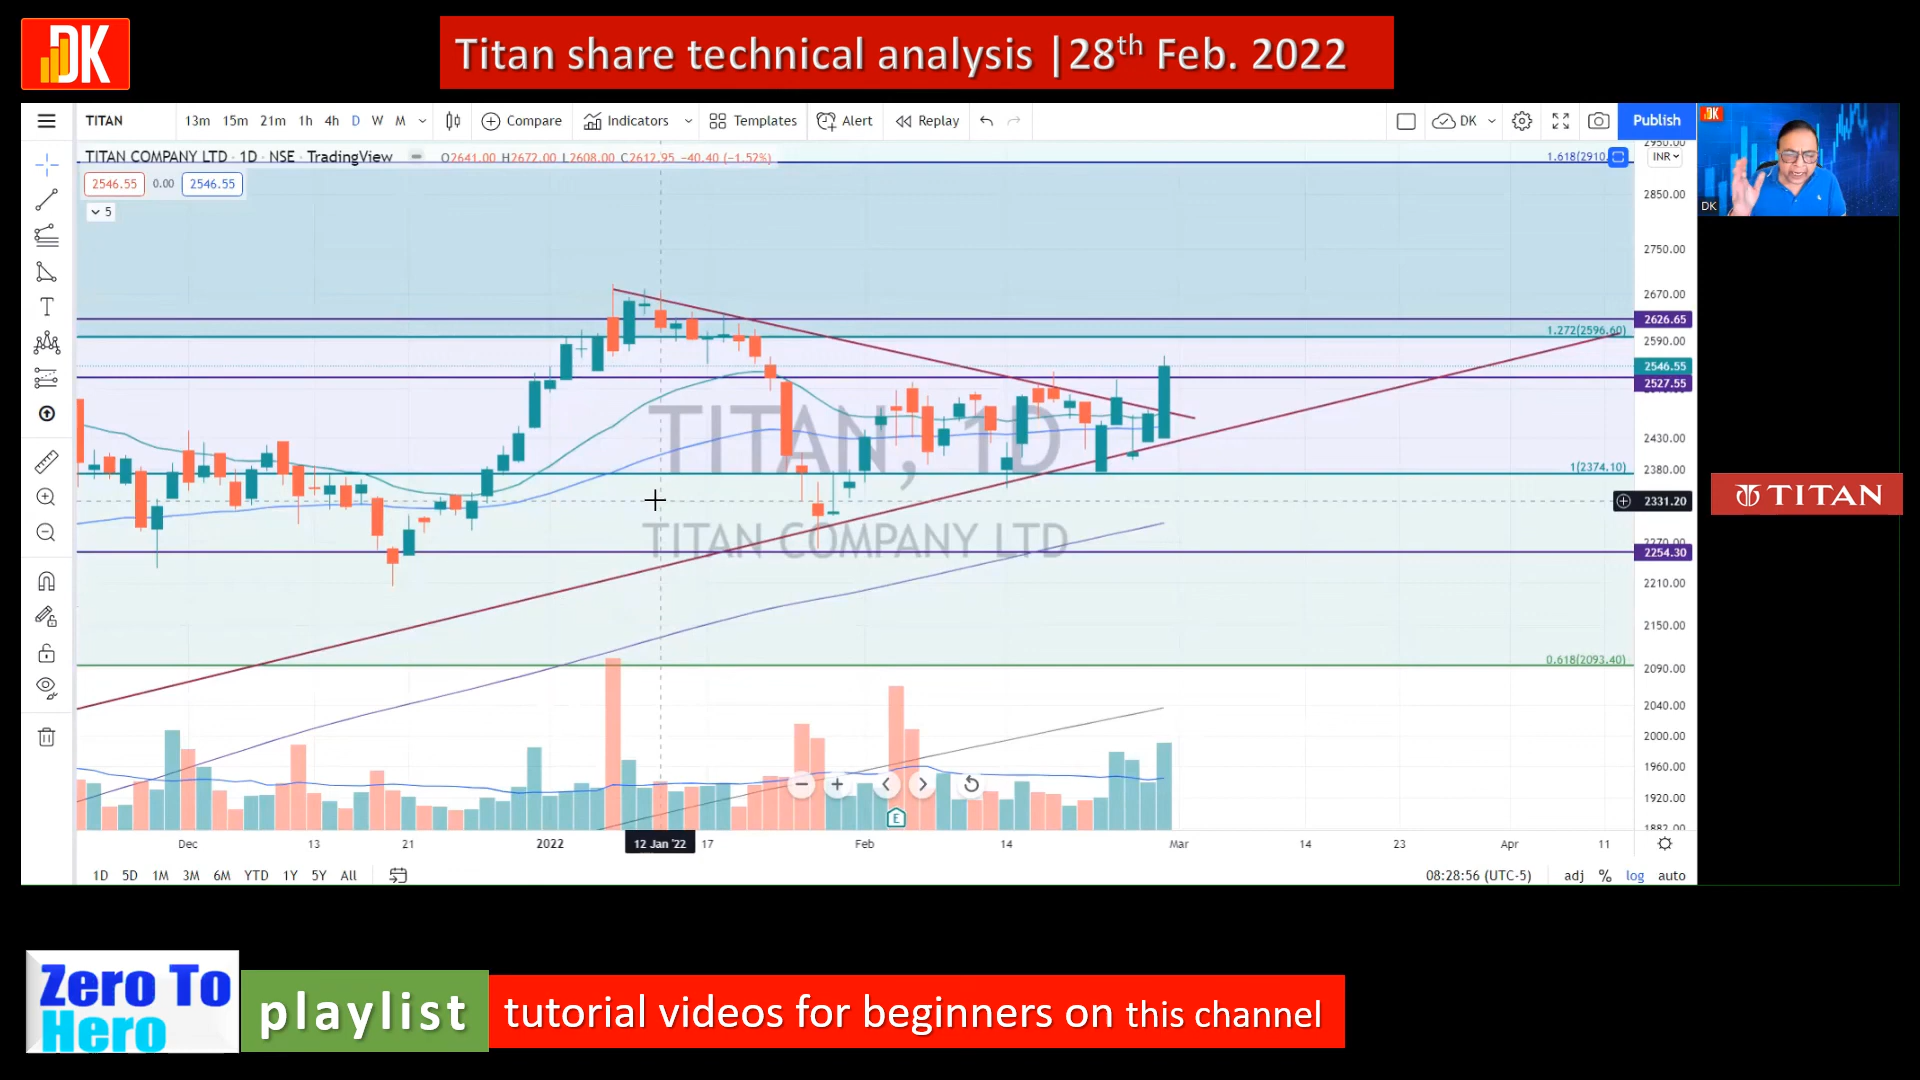 DK
Titan share technical analysis |28th Feb. 2022
TITAN
13m 15m 21m 1h 4h D W M
Compare
Indicators
Templates
Alert
Replay
DK
Publish
TITAN COMPANY LTD · 1D · NSE · TradingView
O2641.00 H2672.00 L2608.00 C2612.95 −40.40 (−1.52%)
2546.55 0.00 2546.55
5
1.618(2910.
INR
2850.00
2750.00
2670.00
2626.65
1.272(2596.60)
2590.00
2546.55
2527.55
2430.00
2380.00
1(2374.10)
2331.20
2270.00
2254.30
2210.00
2150.00
0.618(2093.40)
2090.00
2040.00
2000.00
1960.00
1920.00
1882.00
TITAN, 1D
TITAN COMPANY LTD
E
Dec 13 21 2022 12 Jan '22 17 Feb 14 Mar 14 23 Apr 11
1D 5D 1M 3M 6M YTD 1Y 5Y All
08:28:56 (UTC-5) adj % log auto
DK
DK
TITAN
Zero To
Hero
playlist
tutorial videos for beginners on this channel